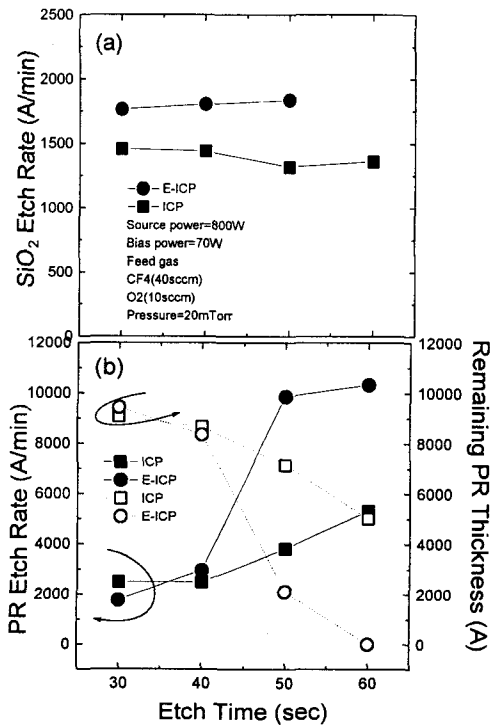 2500
2000
1500
1000
500
0
SiO2 Etch Rate (A/min)
(a)
E-ICP
ICP
Source power=800W
Bias power=70W
Feed gas
CF4(40sccm)
O2(10sccm)
Pressure=20mTorr
12000
10000
8000
6000
4000
2000
0
PR Etch Rate (A/min)
(b)
ICP
E-ICP
ICP
E-ICP
12000
10000
8000
6000
4000
2000
0
Remaining PR Thickness (A)
30 40 50 60
Etch Time (sec)